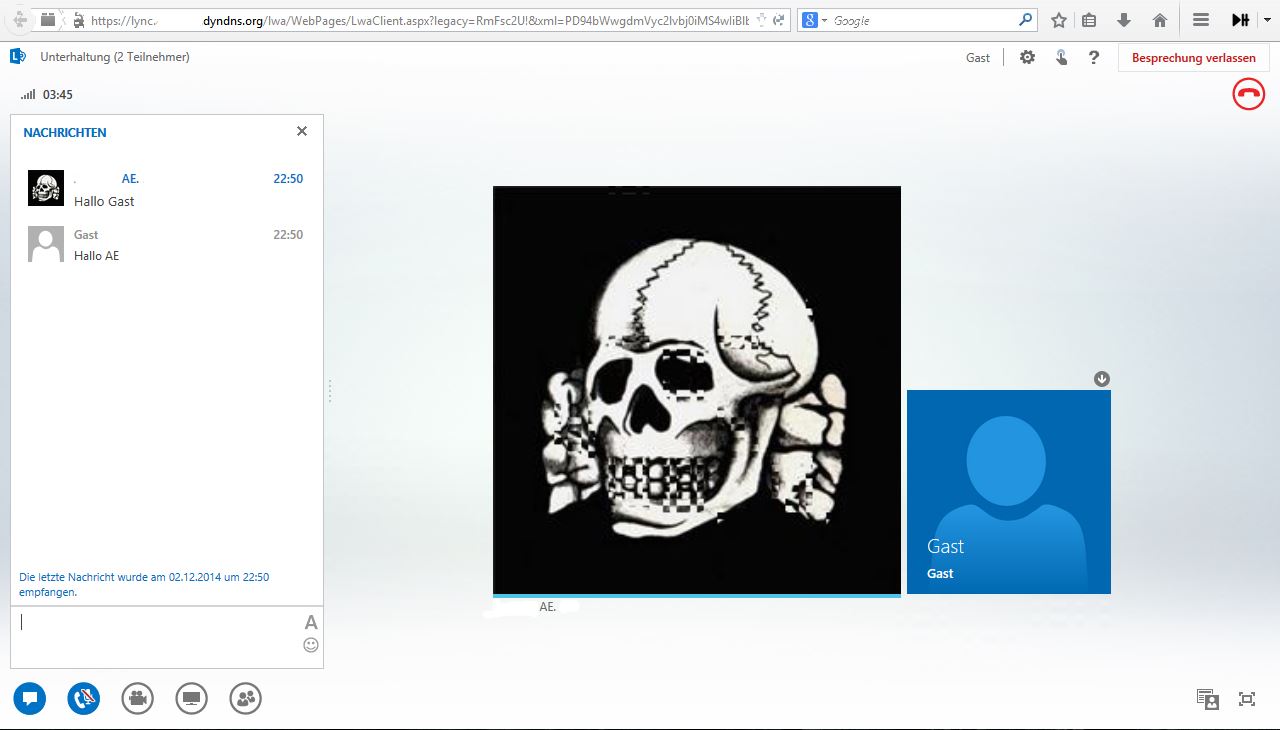 https://lync. dyndns.org/lwa/WebPages/LwaClient.aspx?legacy=RmFsc2U!&xml=PD94bWwgdmVyc2lvbj0iMS4wIiBlb
Google
Unterhaltung (2 Teilnehmer)
Gast
?
Besprechung verlassen
03:45
NACHRICHTEN
. AE. 22:50
Hallo Gast
Gast 22:50
Hallo AE
Die letzte Nachricht wurde am 02.12.2014 um 22:50
empfangen.
A
AE.
Gast
Gast